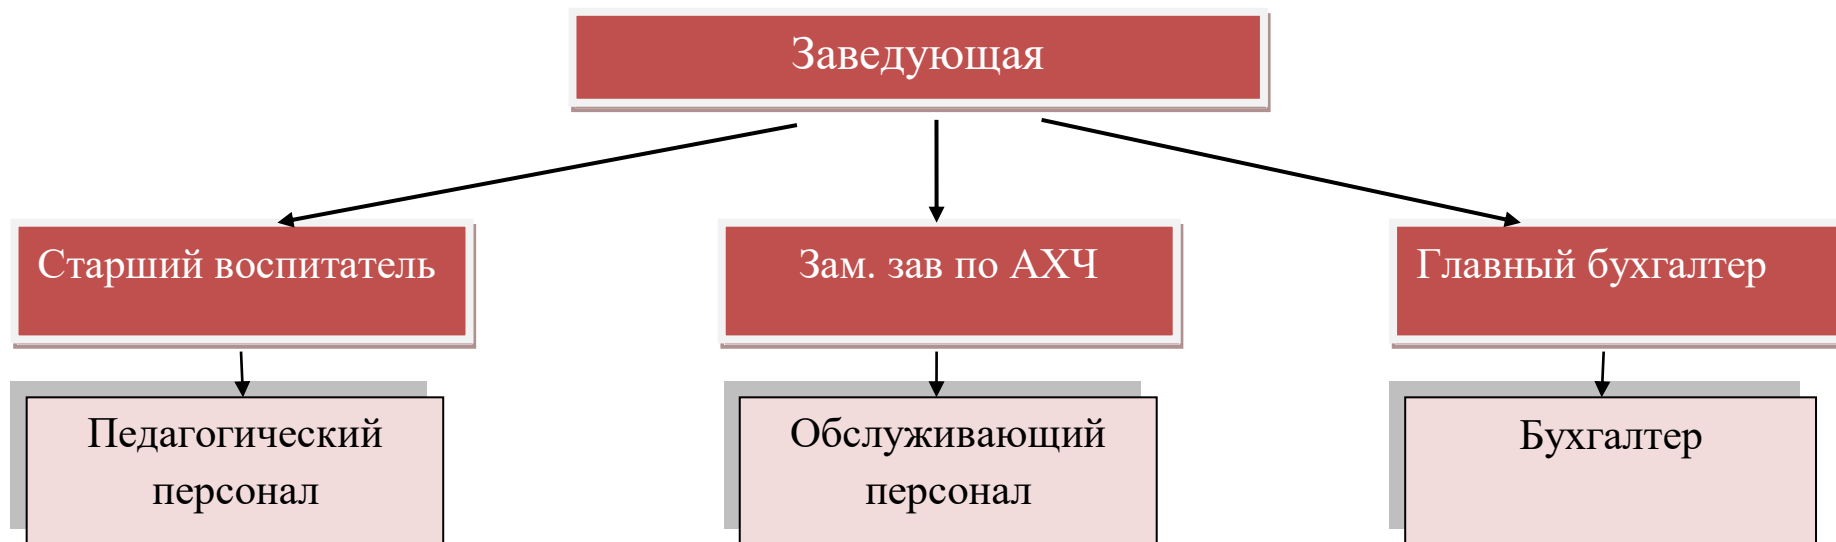 Заведующая
Старший воспитатель
Зам. зав по АХЧ
Главный бухгалтер
Педагогический
персонал
Обслуживающий
персонал
Бухгалтер